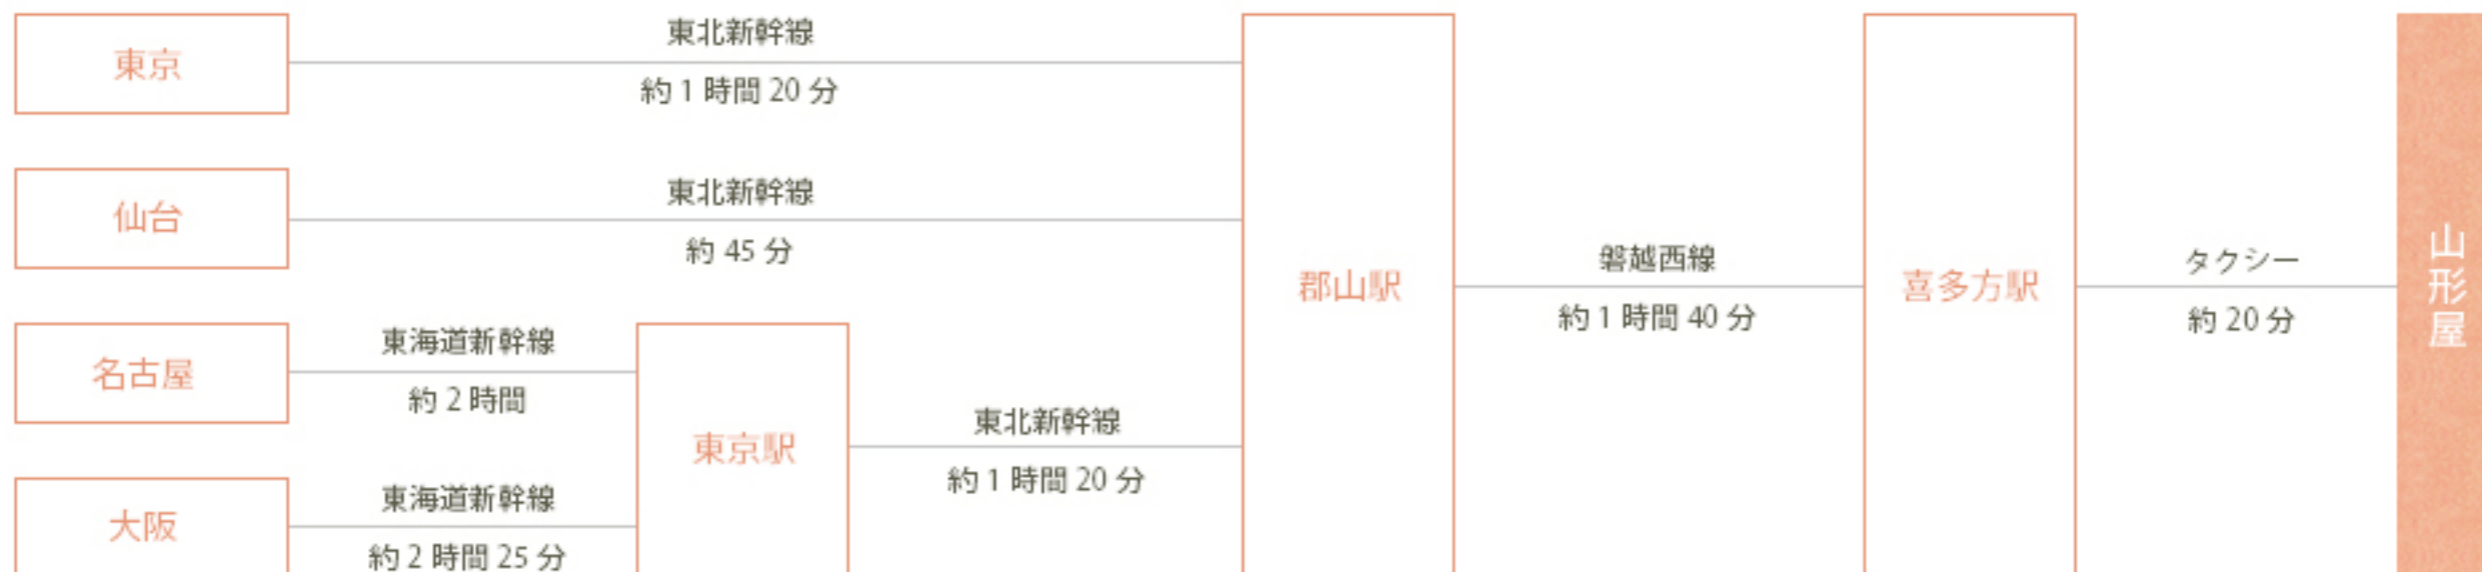 東京
東北新幹線
約 1 時間 20 分
仙台
東北新幹線
約 45 分
名古屋
東海道新幹線
約 2 時間
大阪
東海道新幹線
約 2 時間 25 分
東京駅
東北新幹線
約 1 時間 20 分
郡山駅
磐越西線
約 1 時間 40 分
喜多方駅
タクシー
約 20 分
山形屋